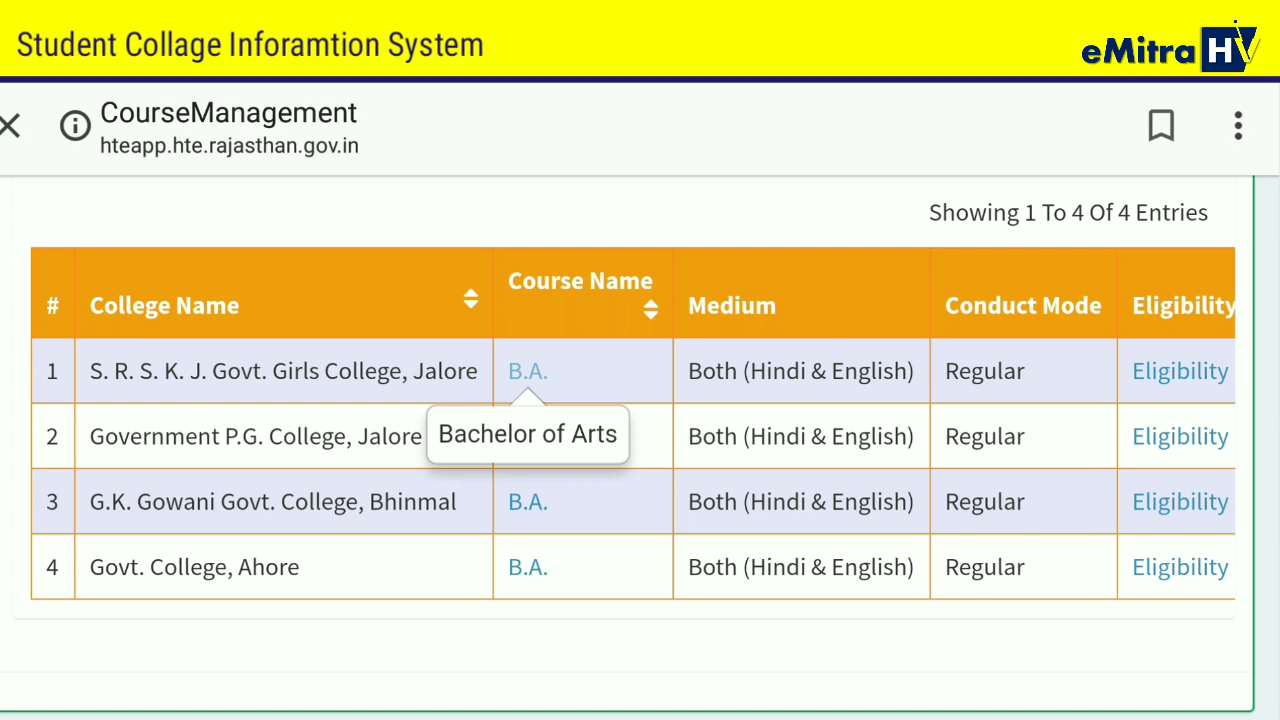 Student Collage Inforamtion System
eMitra HV
CourseManagement
hteapp.hte.rajasthan.gov.in
Showing 1 To 4 Of 4 Entries
# College Name Course Name Medium Conduct Mode Eligibility
1 S. R. S. K. J. Govt. Girls College, Jalore B.A. Both (Hindi & English) Regular Eligibility
2 Government P.G. College, Jalore Both (Hindi & English) Regular Eligibility
Bachelor of Arts
3 G.K. Gowani Govt. College, Bhinmal B.A. Both (Hindi & English) Regular Eligibility
4 Govt. College, Ahore B.A. Both (Hindi & English) Regular Eligibility